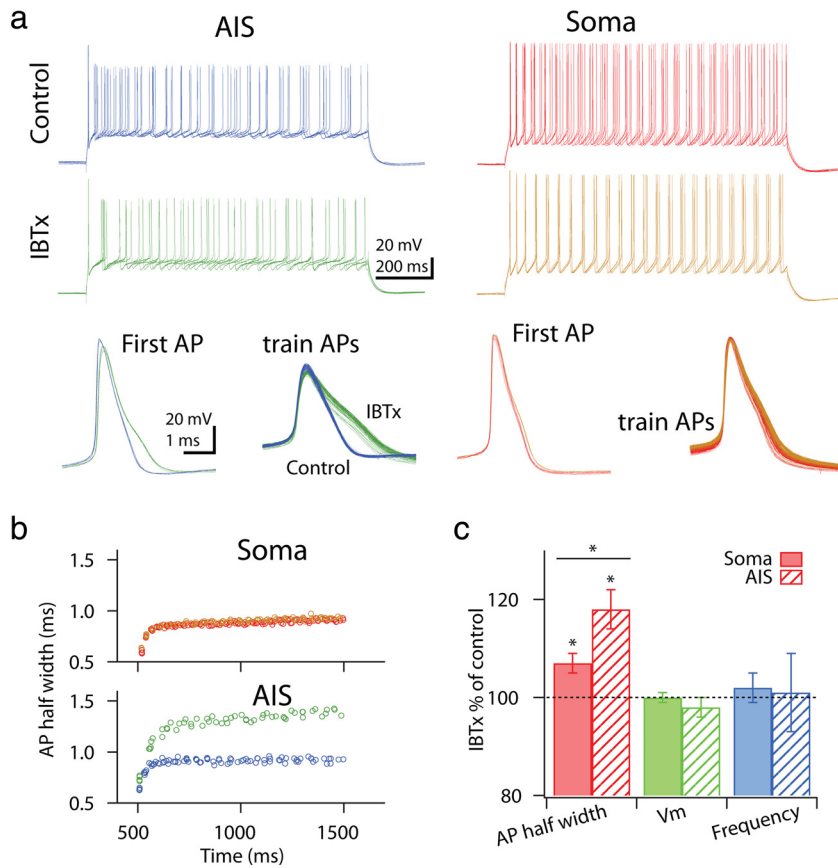 a
AIS
Soma
Control
IBTx
20 mV
200 ms
First AP
train APs
20 mV
1 ms
IBTx
Control
First AP
train APs
b
Soma
1.5
1.0
0.5
AIS
1.5
1.0
0.5
AP half width (ms)
500
1000
1500
Time (ms)
c
*
Soma
AIS
*
*
120
100
80
IBTx % of control
AP half width
Vm
Frequency